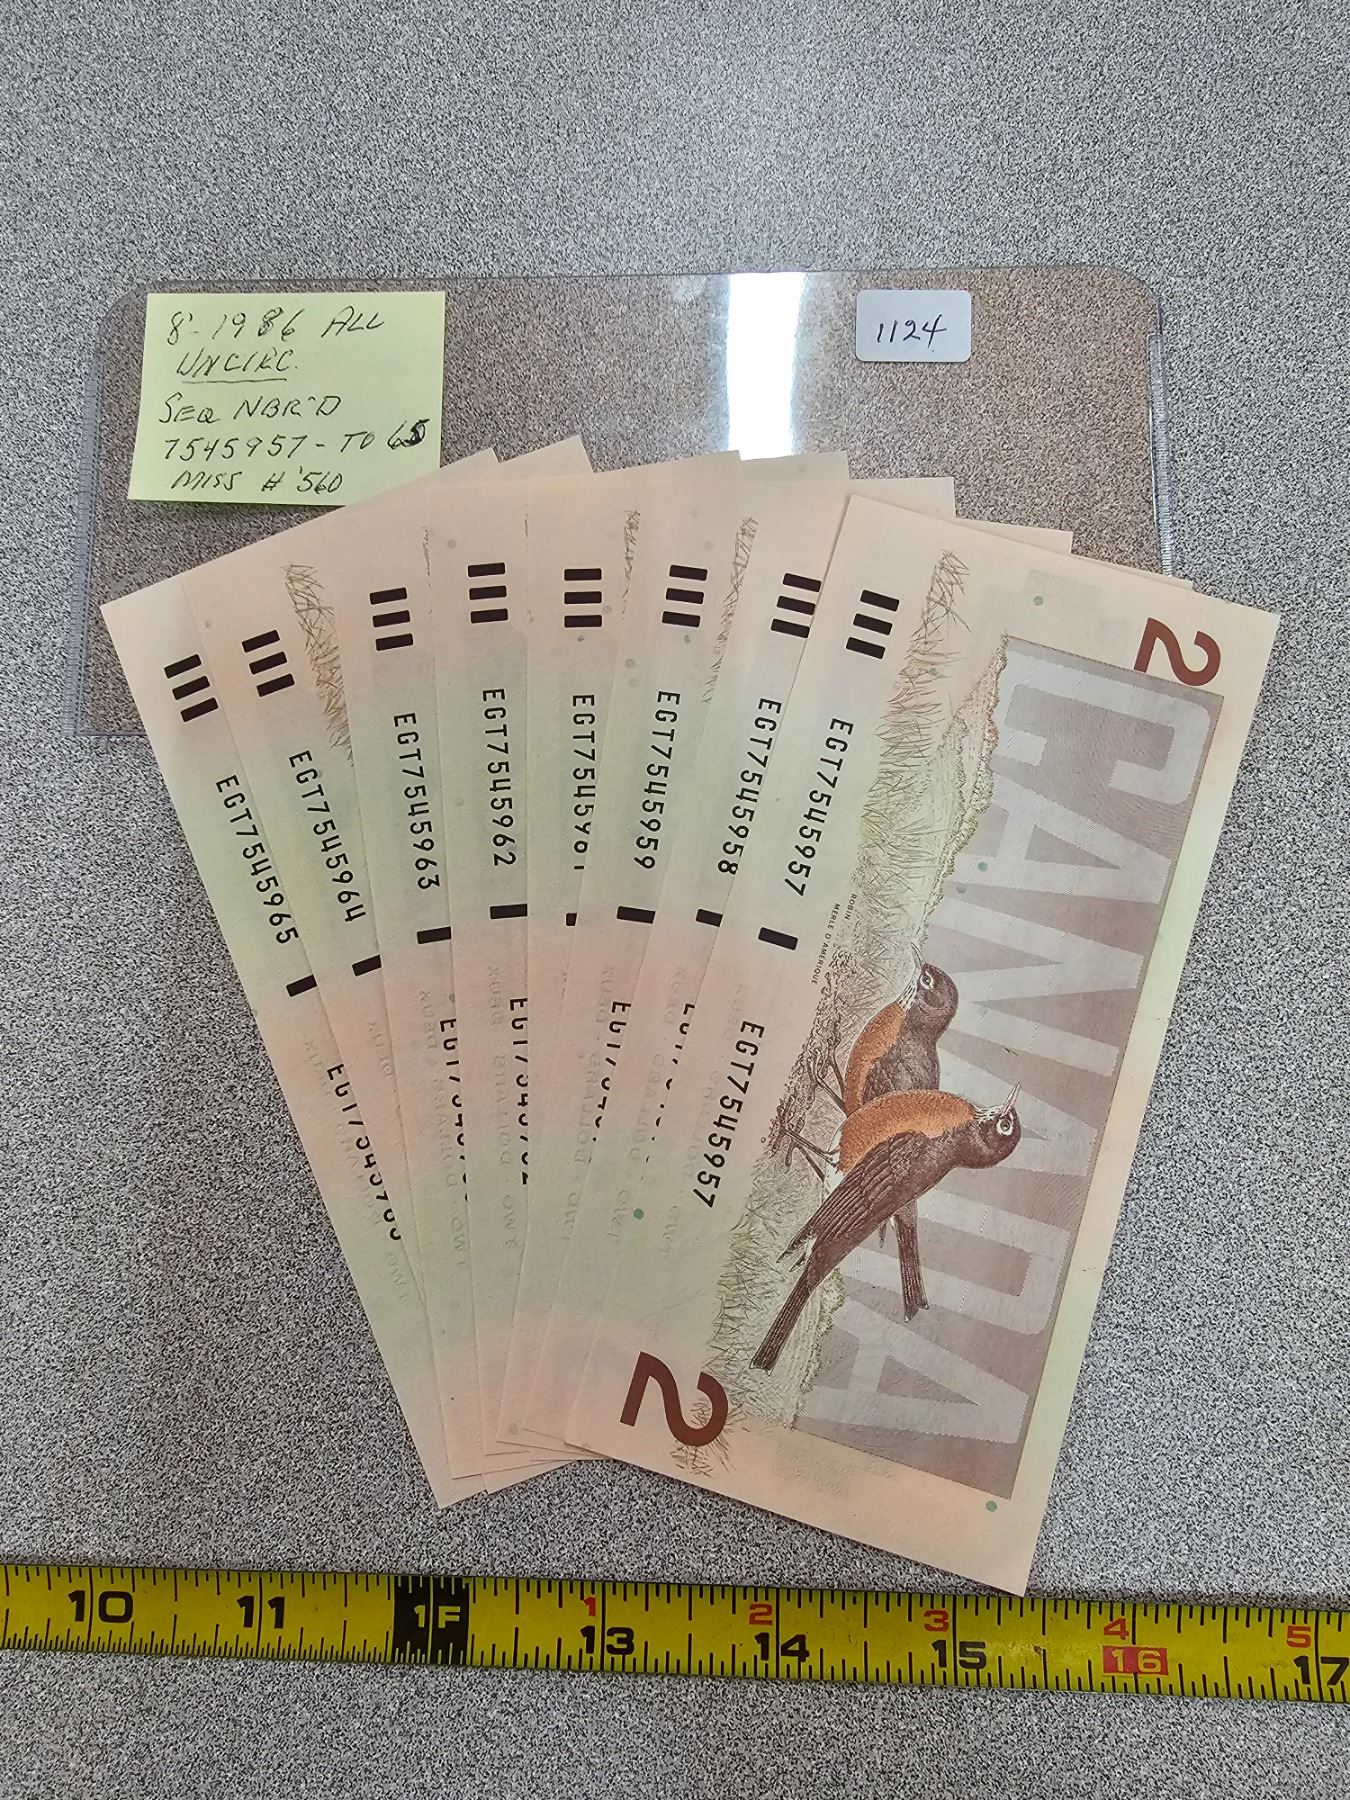 8 - 1986 ALL
UNCIRC.
SEQ NBR'D
7545957 - TO 65
MISS # '560
1124
EGT7545965
EGT7545964
EGT7545963
EGT7545962
EGT7545961
EGT7545959
EGT7545958
EGT7545957
EGT7545957
ROBIN
MERLE D'AMÉRIQUE
2
CANADA
2
10 11 1F 13 14 15 16 17
1 2 3 4 5